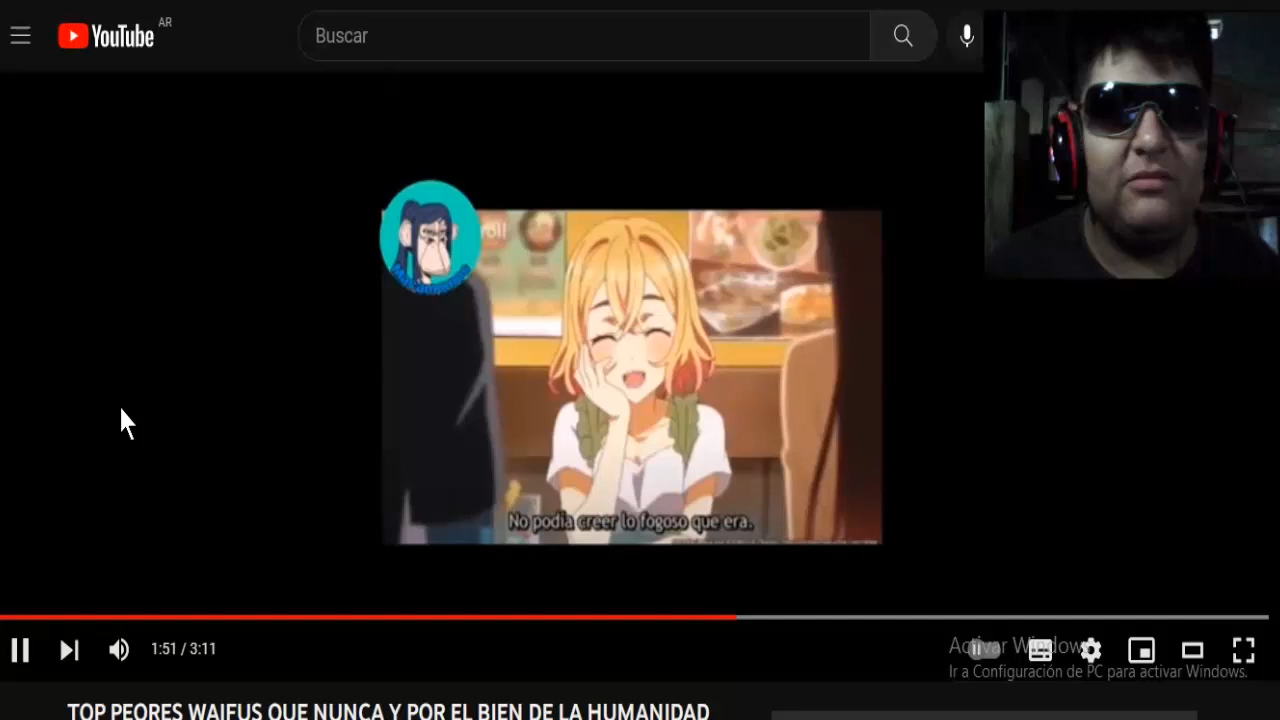 YouTube AR
Buscar
roll
No podía creer lo fogoso que era.
1:51 / 3:11
Activar Windows
Ir a Configuración de PC para activar Windows.
TOP PEORES WAIFUS QUE NUNCA Y POR EL BIEN DE LA HUMANIDAD